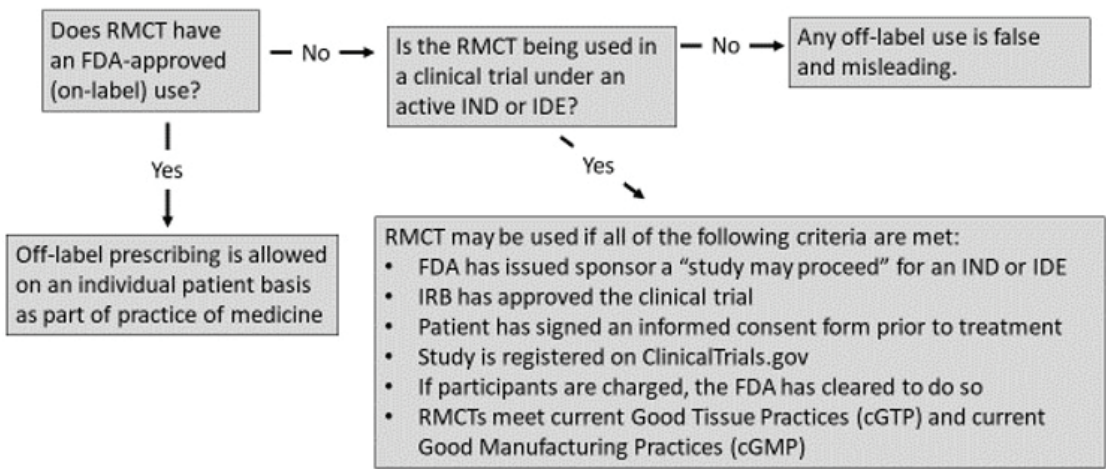 Does RMCT have
an FDA-approved
(on-label) use?
No
Is the RMCT being used in
a clinical trial under an
active IND or IDE?
No
Any off-label use is false
and misleading.
Yes
Yes
Off-label prescribing is allowed
on an individual patient basis
as part of practice of medicine
RMCT may be used if all of the following criteria are met:
• FDA has issued sponsor a “study may proceed” for an IND or IDE
• IRB has approved the clinical trial
• Patient has signed an informed consent form prior to treatment
• Study is registered on ClinicalTrials.gov
• If participants are charged, the FDA has cleared to do so
• RMCTs meet current Good Tissue Practices (cGTP) and current
Good Manufacturing Practices (cGMP)